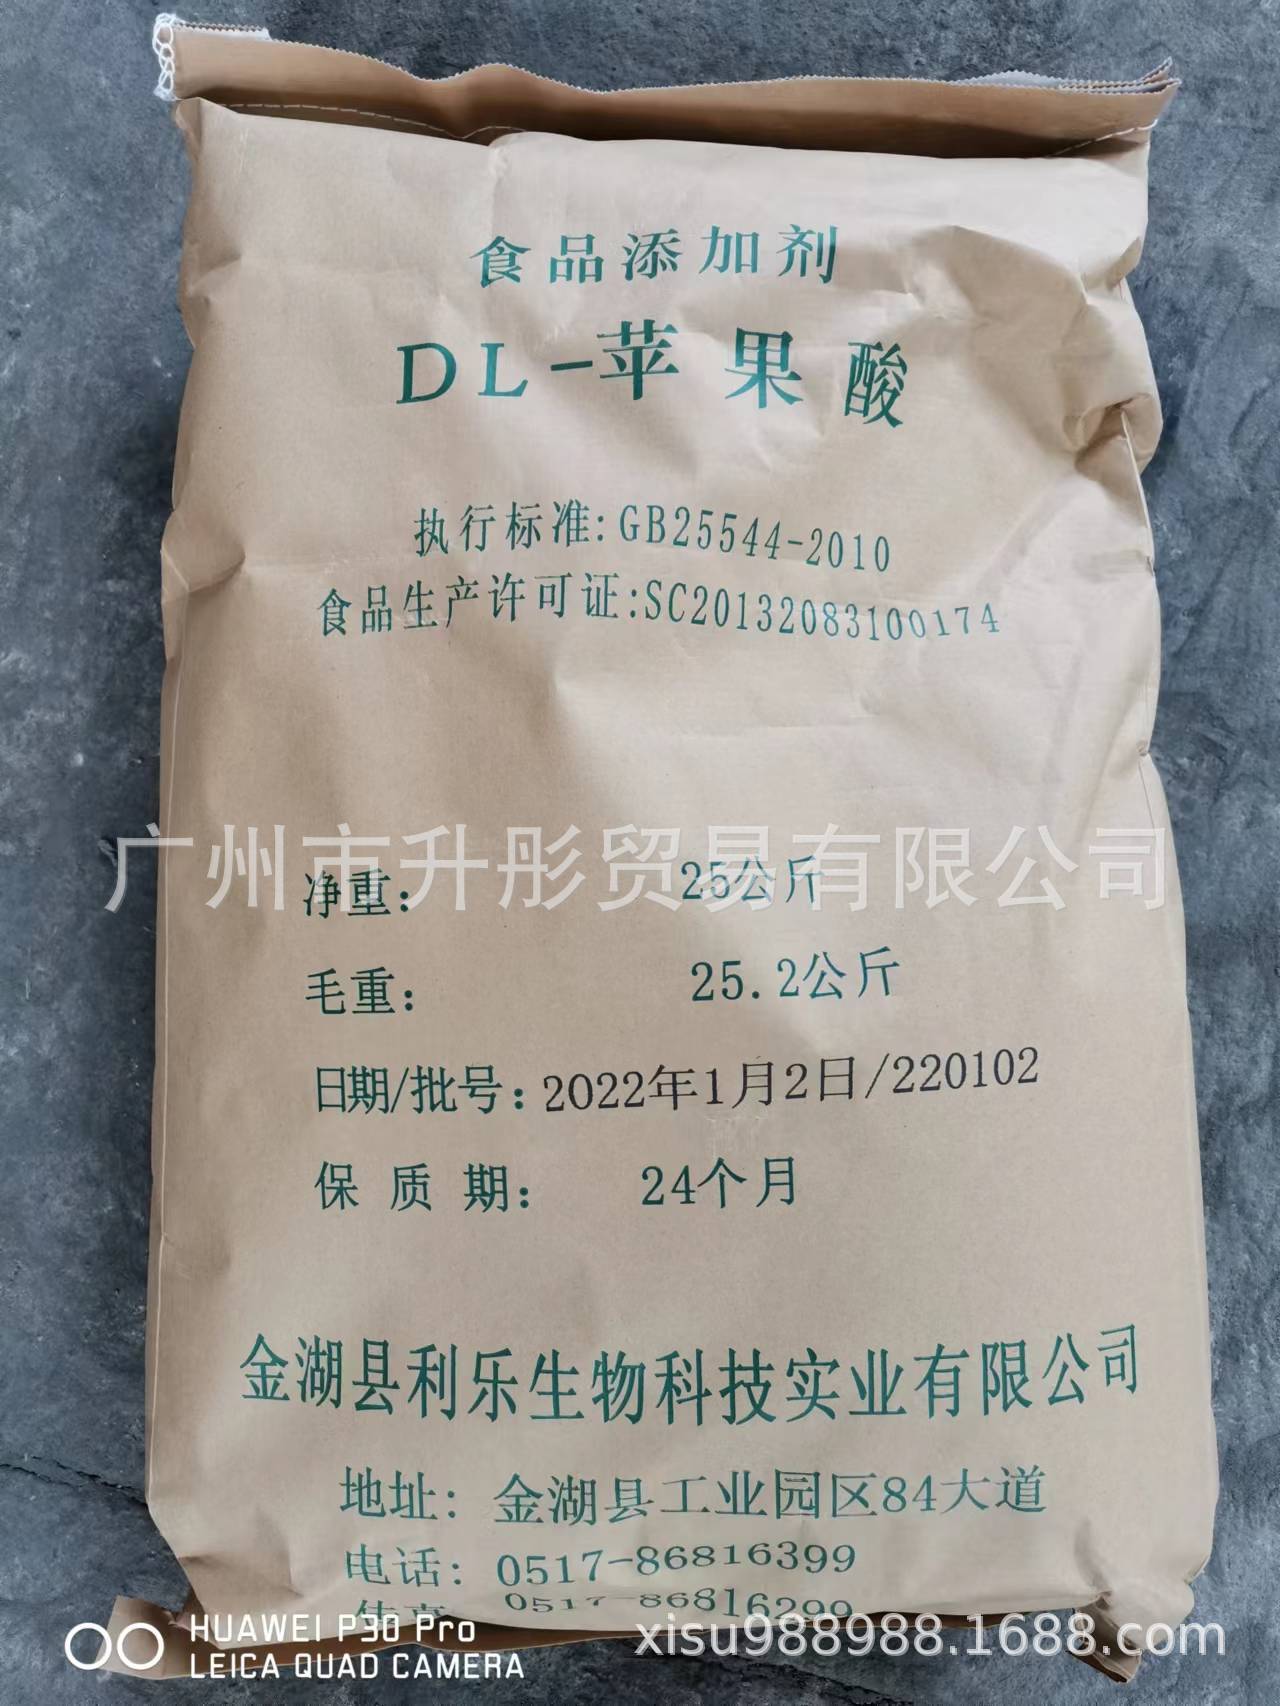 食品添加剂
DL-苹果酸
执行标准:GB25544-2010
食品生产许可证:SC20132083100174
广州市升彤贸易有限公司
净重: 25公斤
毛重: 25.2公斤
日期/批号:2022年1月2日/220102
保质期: 24个月
金湖县利乐生物科技实业有限公司
地址: 金湖县工业园区84大道
电话: 0517-86816399
0517-86816299
HUAWEI P30 Pro
LEICA QUAD CAMERA
xisu988988.1688.com